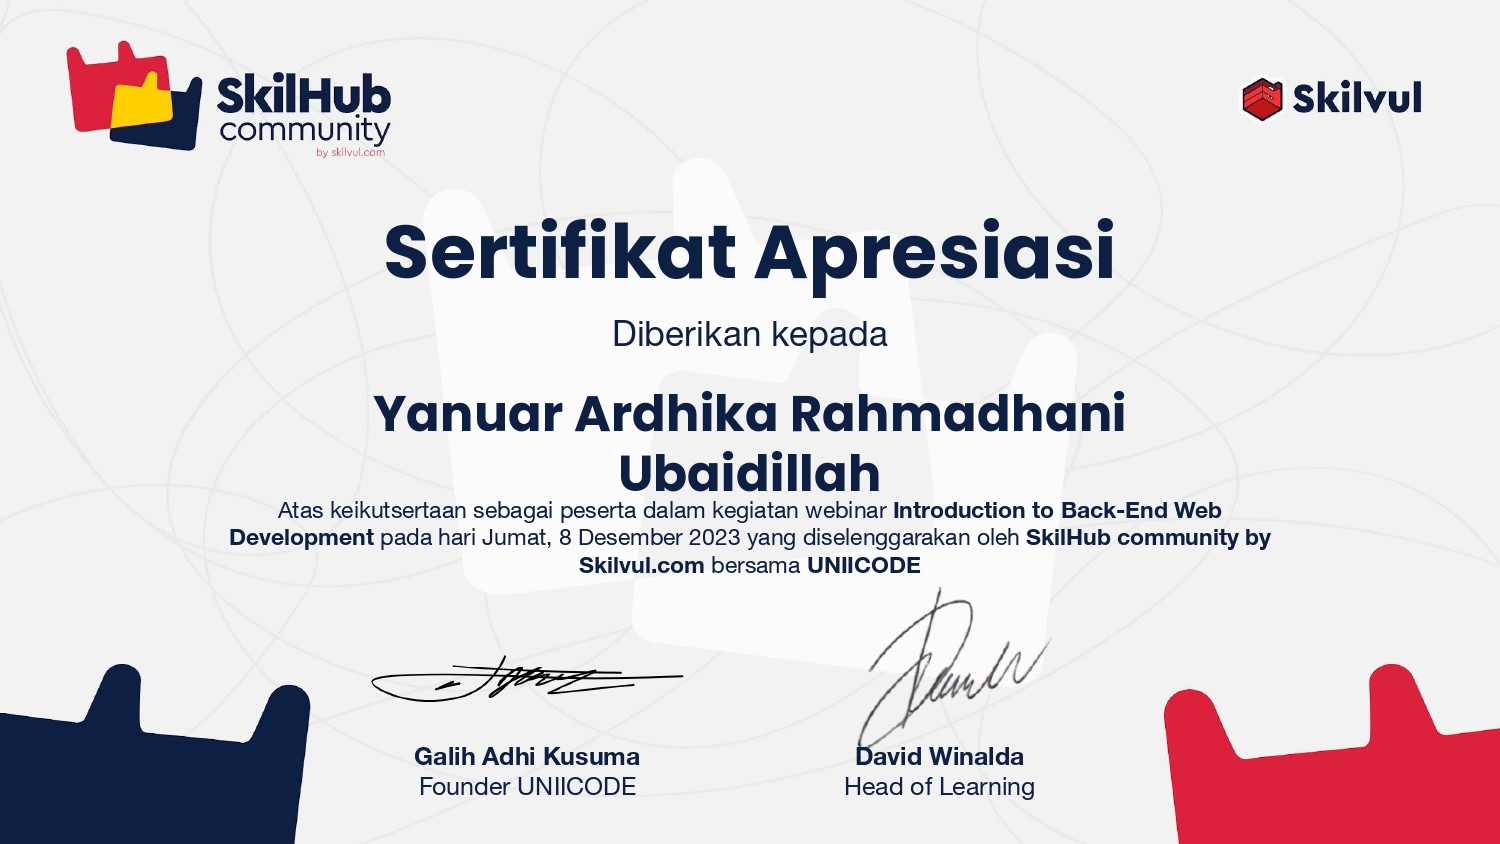 SkilHub
community
by skilvul.com
Skilvul
Sertifikat Apresiasi
Diberikan kepada
Yanuar Ardhika Rahmadhani
Ubaidillah
Atas keikutsertaan sebagai peserta dalam kegiatan webinar Introduction to Back-End Web
Development pada hari Jumat, 8 Desember 2023 yang diselenggarakan oleh SkilHub community by
Skilvul.com bersama UNIICODE
Galih Adhi Kusuma
Founder UNIICODE
David Winalda
Head of Learning